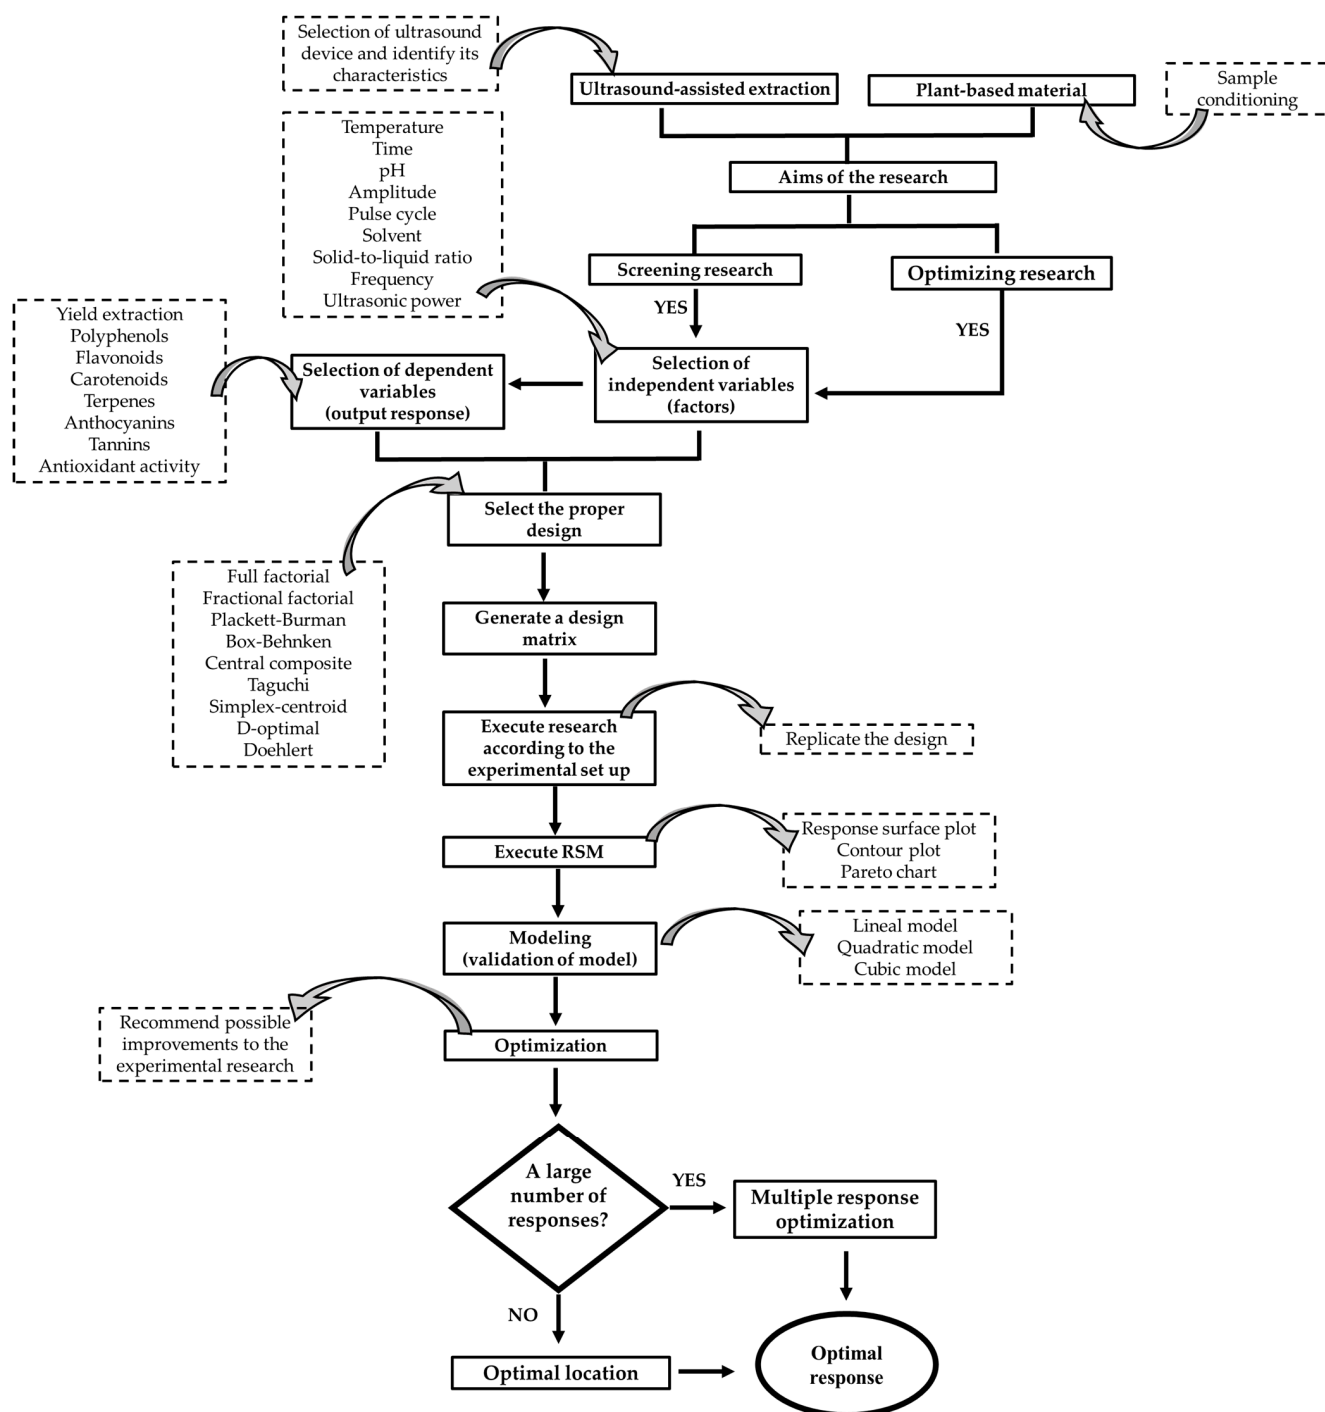 Selection of ultrasound
device and identify its
characteristics
Ultrasound-assisted extraction
Plant-based material
Sample
conditioning
Temperature
Time
pH
Amplitude
Pulse cycle
Solvent
Solid-to-liquid ratio
Frequency
Ultrasonic power
Aims of the research
Screening research
Optimizing research
YES
YES
Yield extraction
Polyphenols
Flavonoids
Carotenoids
Terpenes
Anthocyanins
Tannins
Antioxidant activity
Selection of dependent
variables
(output response)
Selection of
independent variables
(factors)
Select the proper
design
Full factorial
Fractional factorial
Plackett-Burman
Box-Behnken
Central composite
Taguchi
Simplex-centroid
D-optimal
Doehlert
Generate a design
matrix
Execute research
according to the
experimental set up
Replicate the design
Execute RSM
Response surface plot
Contour plot
Pareto chart
Modeling
(validation of model)
Lineal model
Quadratic model
Cubic model
Recommend possible
improvements to the
experimental research
Optimization
A large
number of
responses?
YES
Multiple response
optimization
NO
Optimal location
Optimal
response